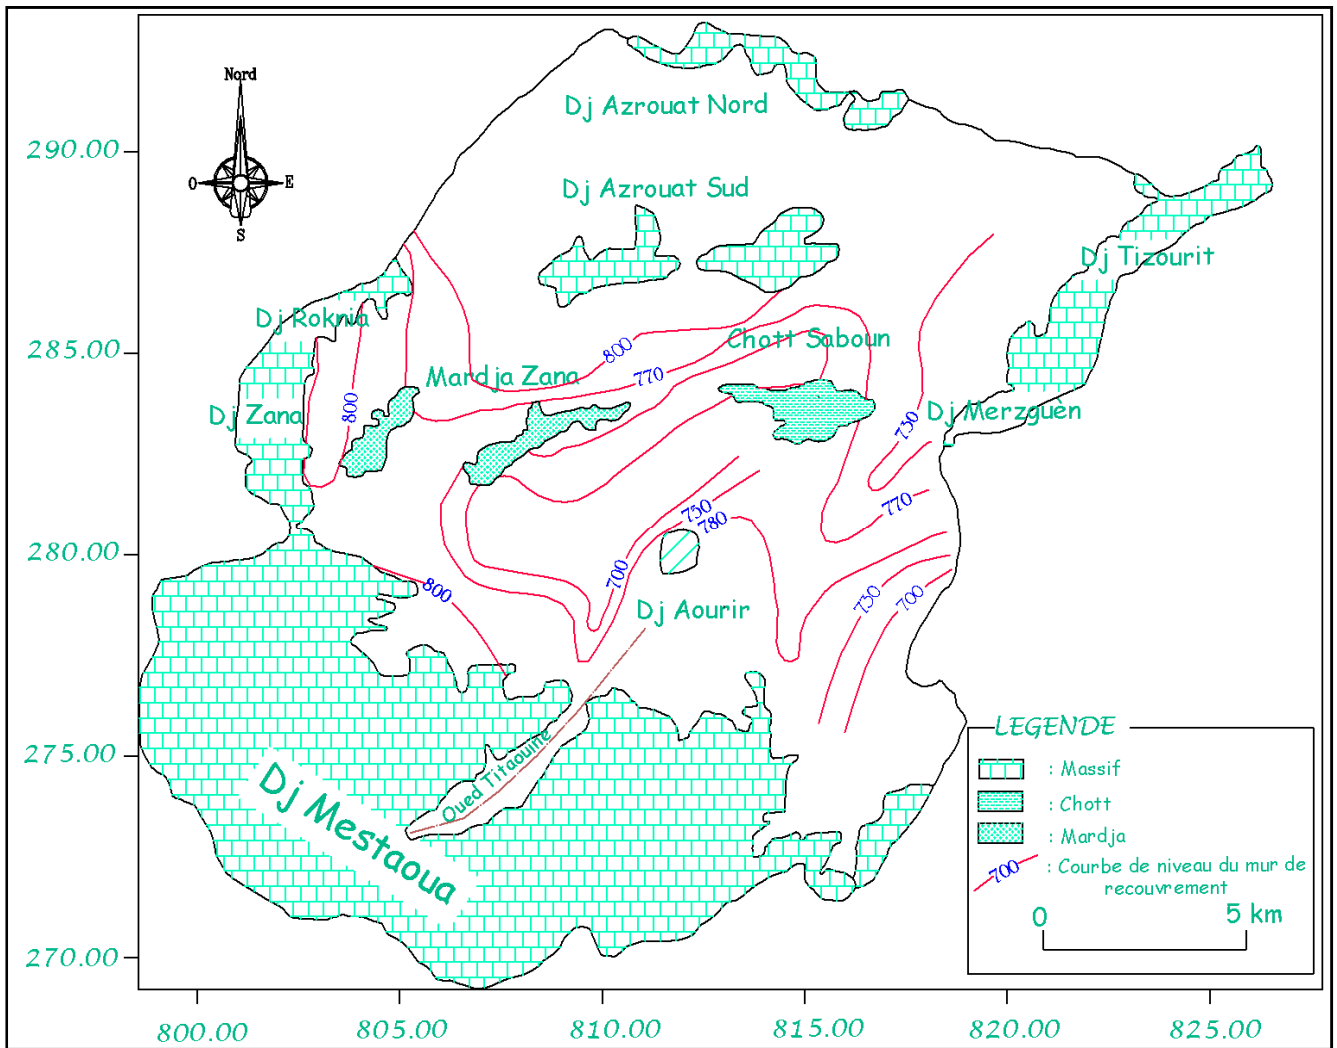 Nord
O
E
S
290.00
285.00
280.00
275.00
270.00
Dj Azrouat Nord
Dj Azrouat Sud
Dj Tizourit
Dj Roknia
Chott Saboun
800
770
Mardja Zana
800
Dj Zana
Dj Merzguen
730
750
780
770
700
800
730
700
Dj Aourir
Oued Titaouine
Dj Mestaoua
LEGENDE
: Massif
: Chott
: Mardja
700
: Courbe de niveau du mur de
recouvrement
0
5 km
800.00
805.00
810.00
815.00
820.00
825.00